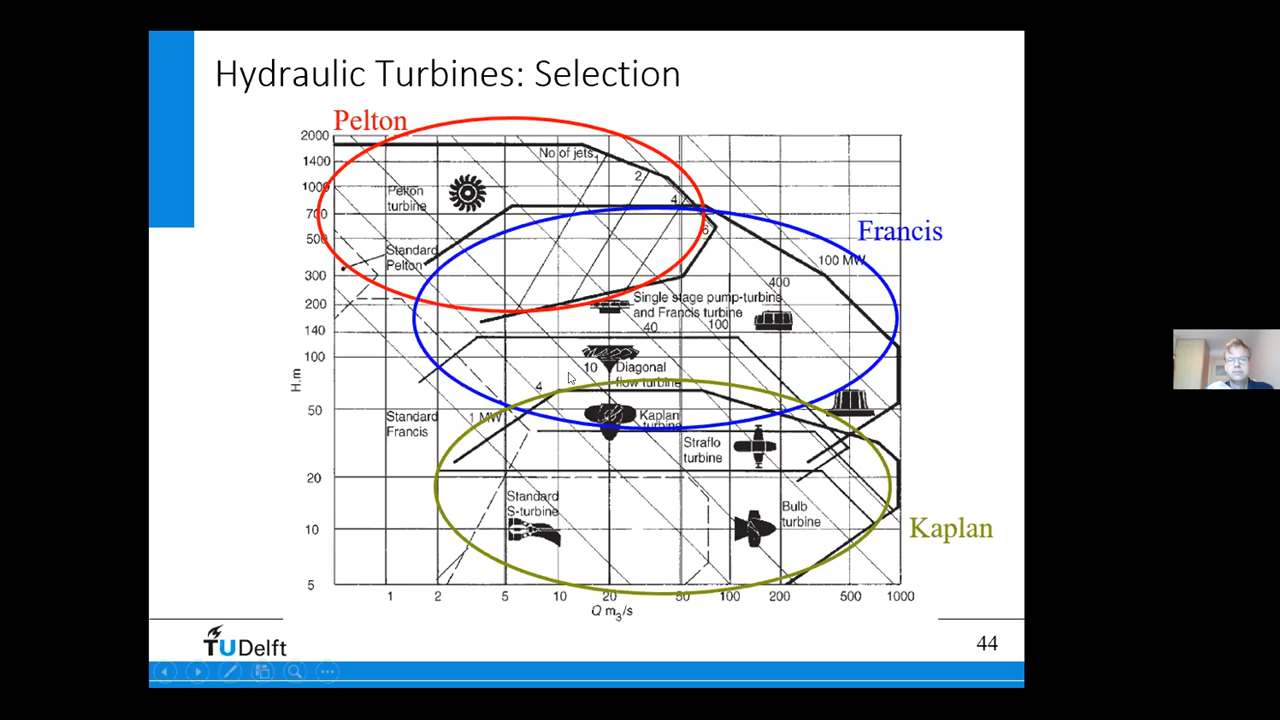 Hydraulic Turbines: Selection
Pelton
2000
1400
1000
700
500
300
200
140
100
50
20
10
5
H.m
No of jets
1
2
4
6
Pelton
turbine
Standard
Pelton
Francis
100 MW
400
Single stage pump-turbine
and Francis turbine
40
100
10
Diagonal
flow turbine
4
1 MW
Standard
Francis
Kaplan
turbine
Straflo
turbine
Standard
S-turbine
Bulb
turbine
Kaplan
1
2
5
10
20
50
100
200
500
1000
Q m3/s
TUDelft
44